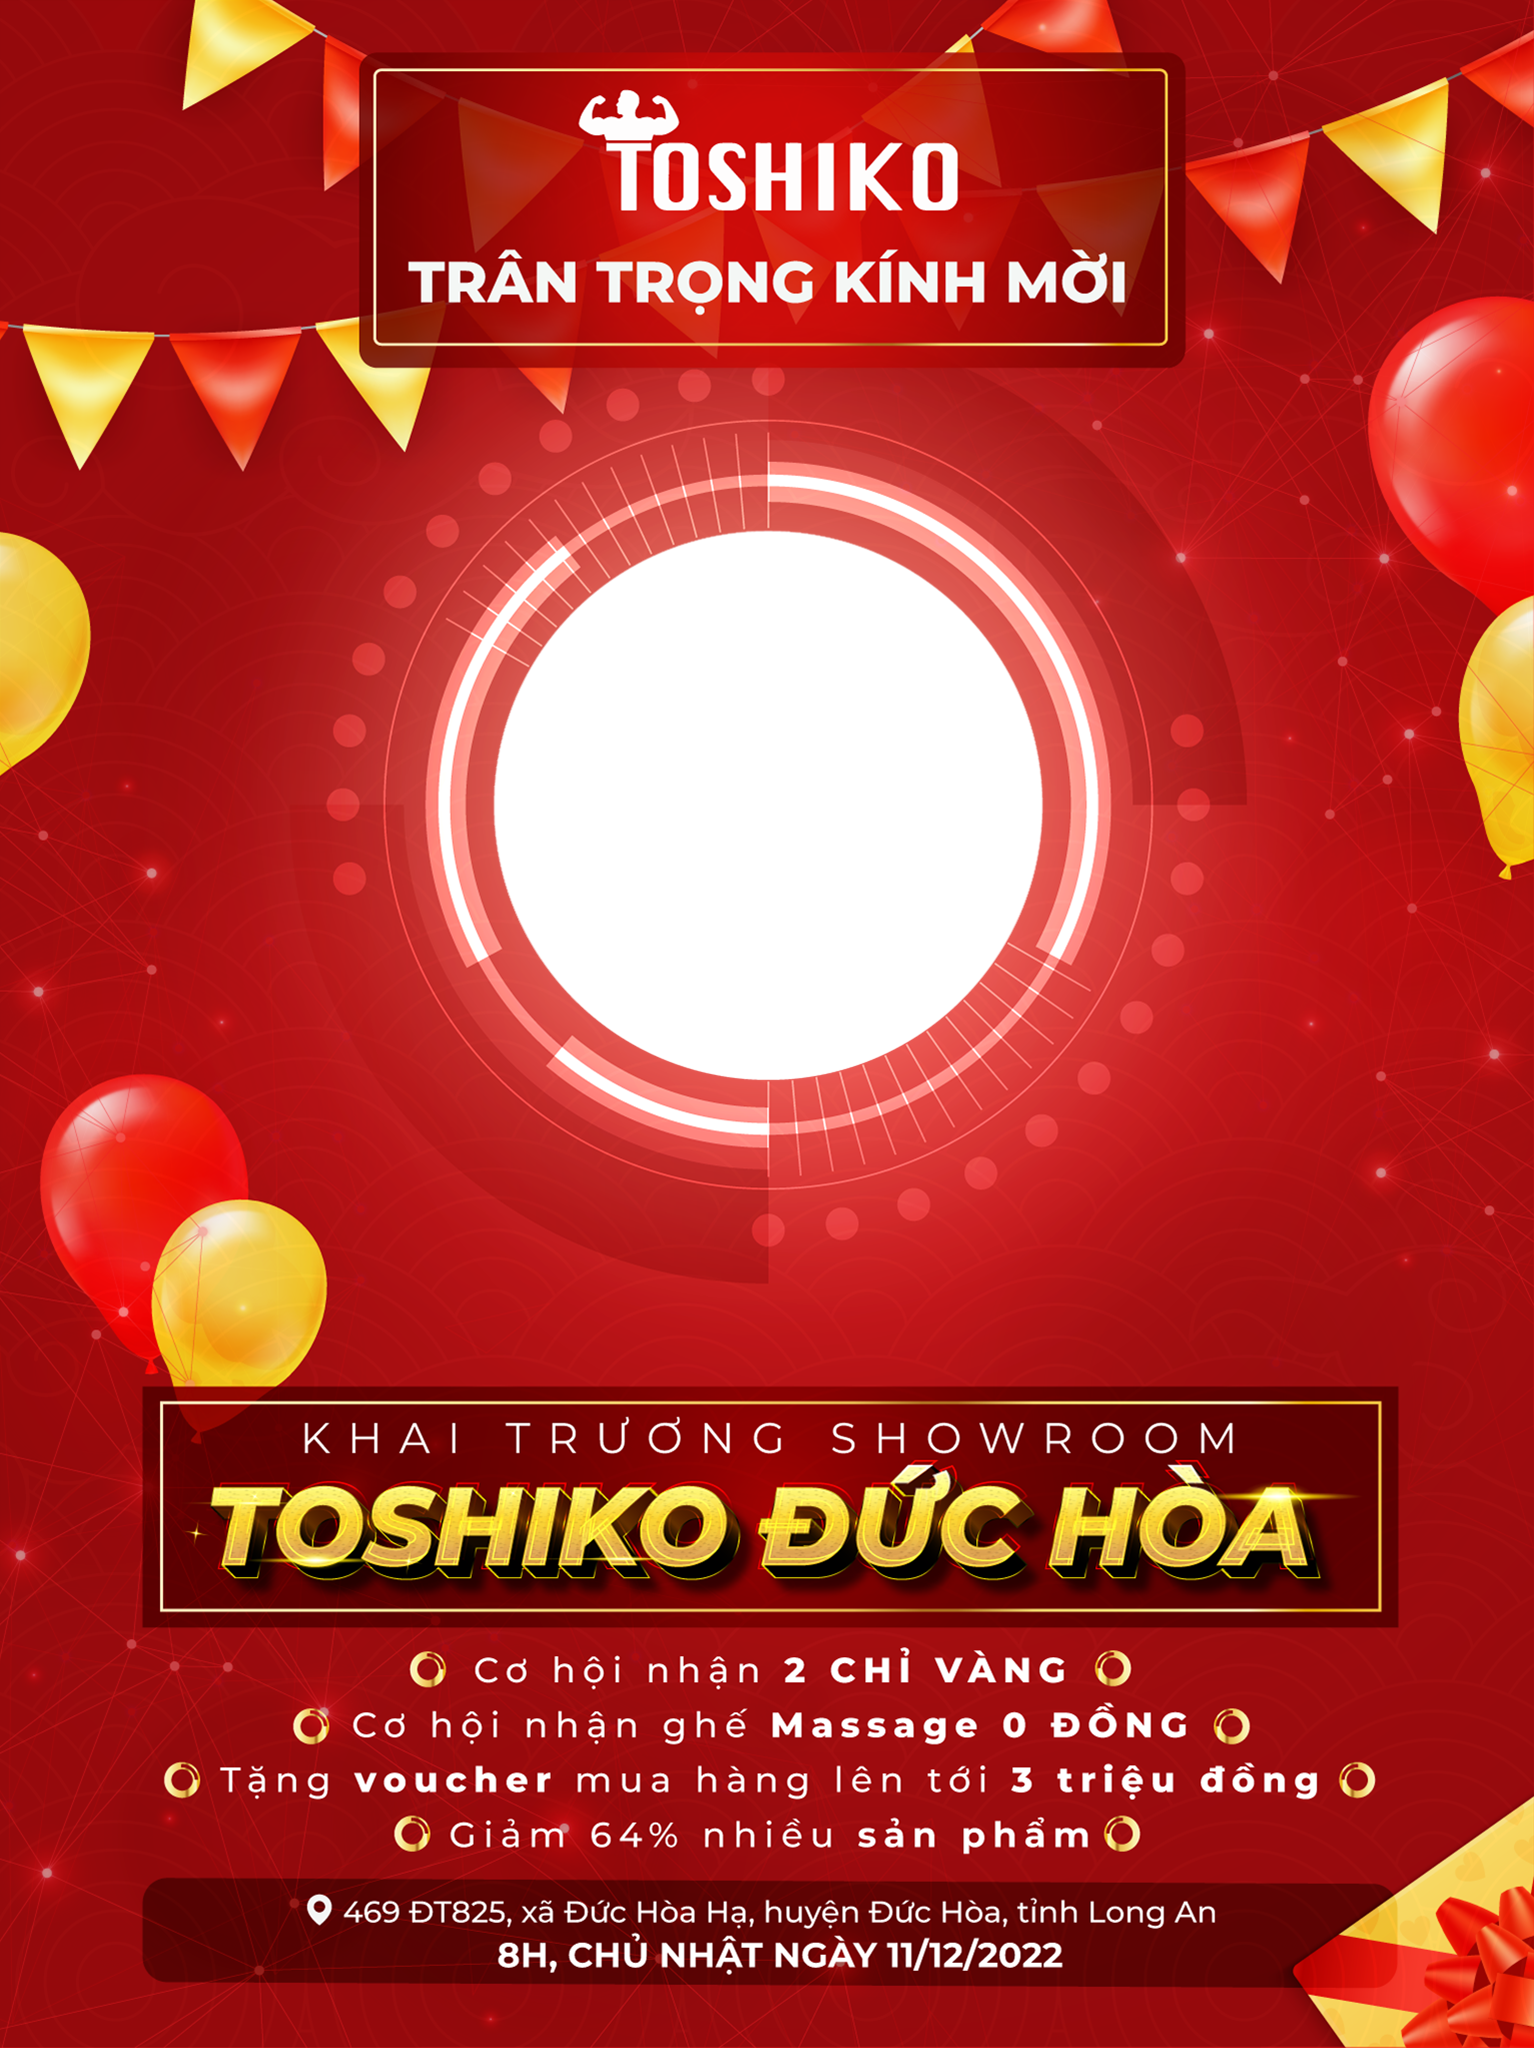 TOSHIKO
TRÂN TRỌNG KÍNH MỜI
KHAI TRƯƠNG SHOWROOM
TOSHIKO ĐỨC HÒA
Cơ hội nhận 2 CHỈ VÀNG
Cơ hội nhận ghế Massage 0 ĐỒNG
Tặng voucher mua hàng lên tới 3 triệu đồng
Giảm 64% nhiều sản phẩm
469 ĐT825, xã Đức Hòa Hạ, huyện Đức Hòa, tỉnh Long An
8H, CHỦ NHẬT NGÀY 11/12/2022